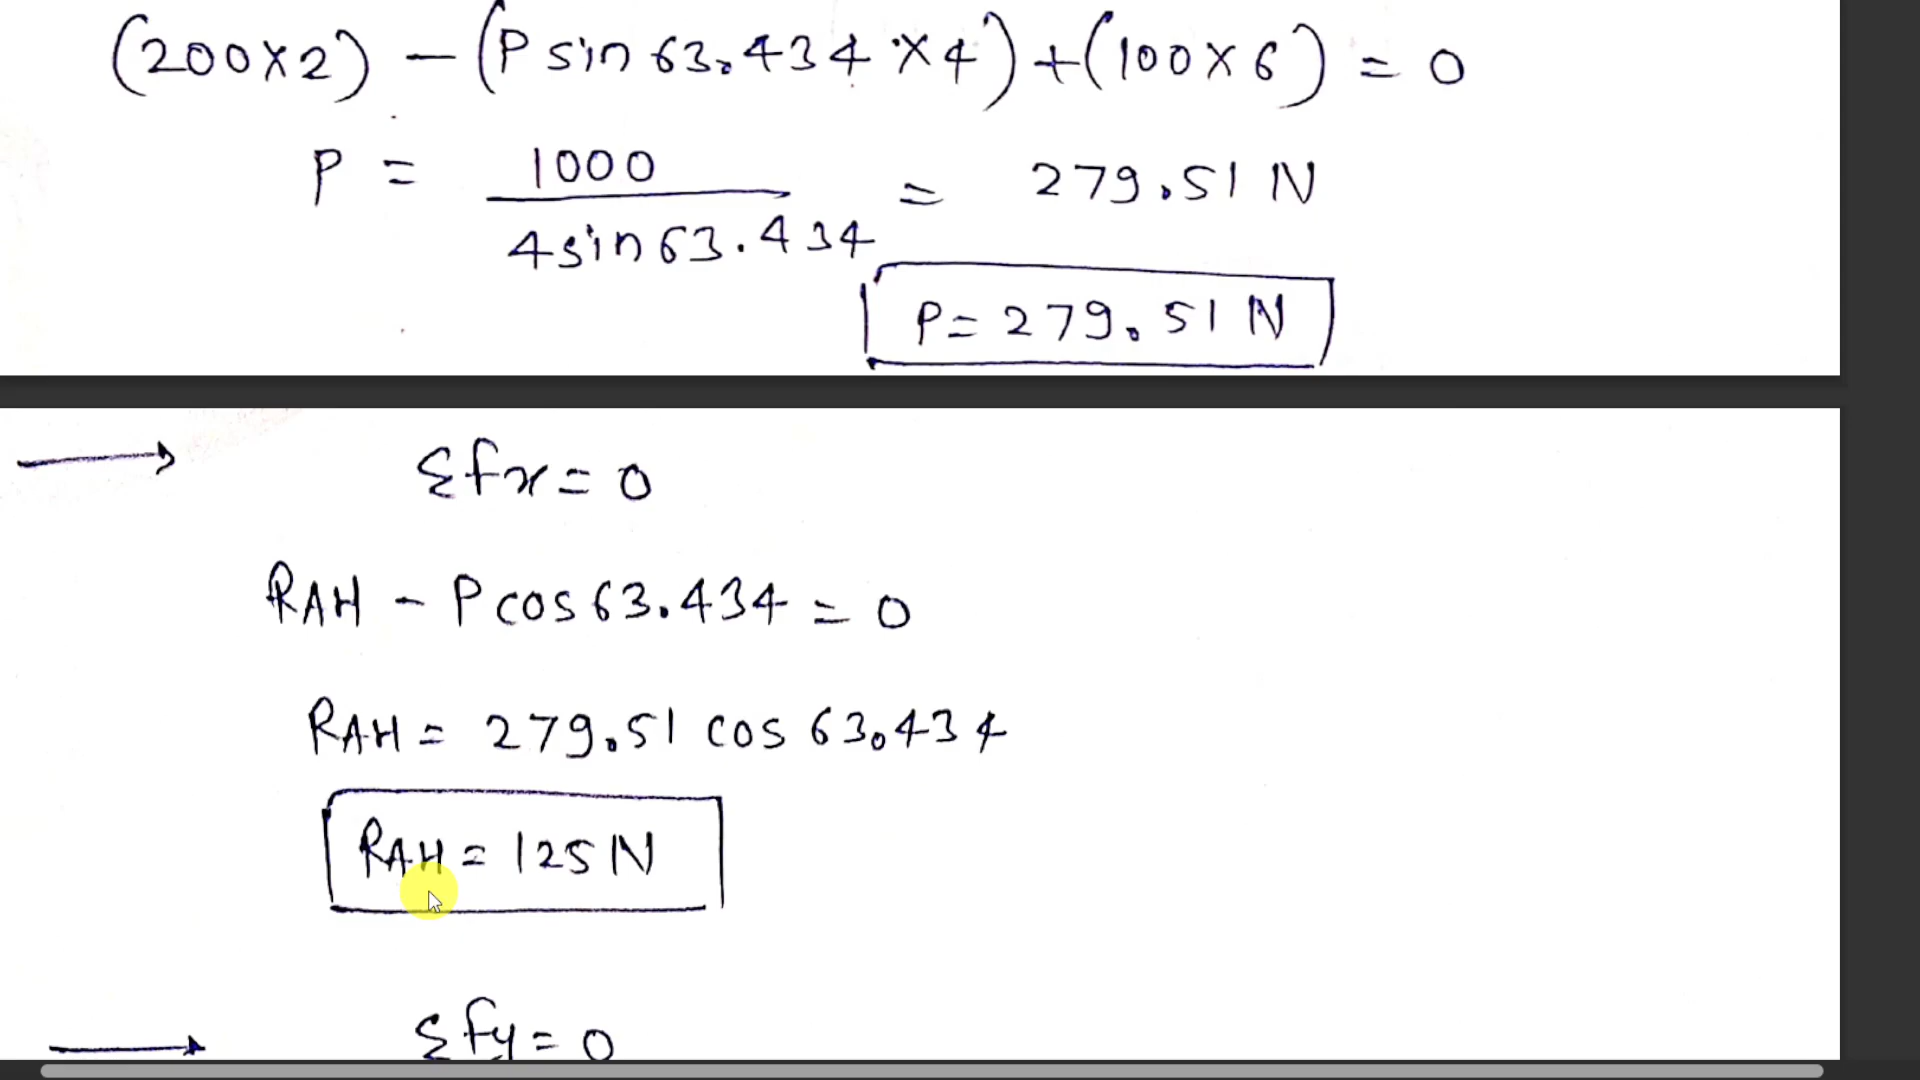 (200×2) - (P sin 63.434 × 4) + (100 × 6) = 0
P = 1000 / 4 sin 63.434 = 279.51 N
P = 279.51 N
→ Σfx = 0
RAH - P cos 63.434 = 0
RAH = 279.51 cos 63.434
RAH = 125 N
→ Σfy = 0